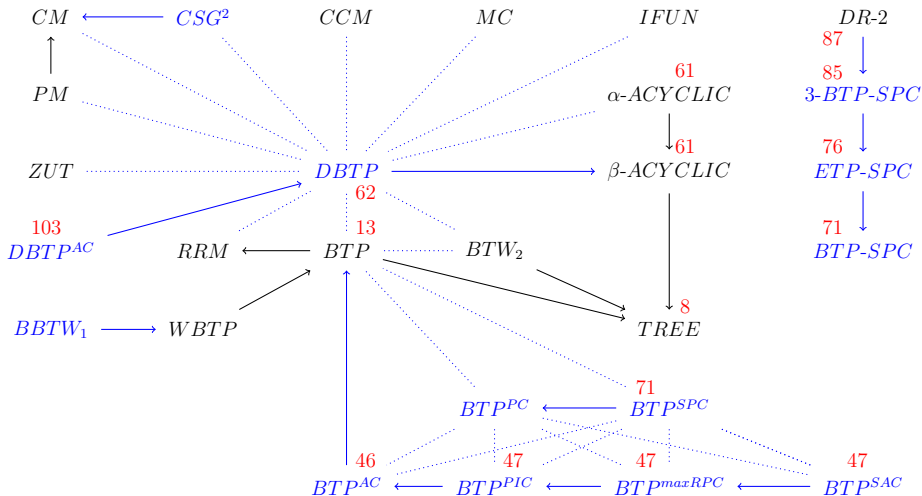 CM CSG² CCM MC IFUN DR-2
87
61 85
PM α-ACYCLIC 3-BTP-SPC
61 76
ZUT DBTP β-ACYCLIC ETP-SPC
62
103 13 71
DBTP^AC RRM BTP BTW₂ BTP-SPC
8
BBTW₁ WBTP TREE
71
BTP^PC BTP^SPC
46 47 47 47
BTP^AC BTP^PIC BTP^maxRPC BTP^SAC